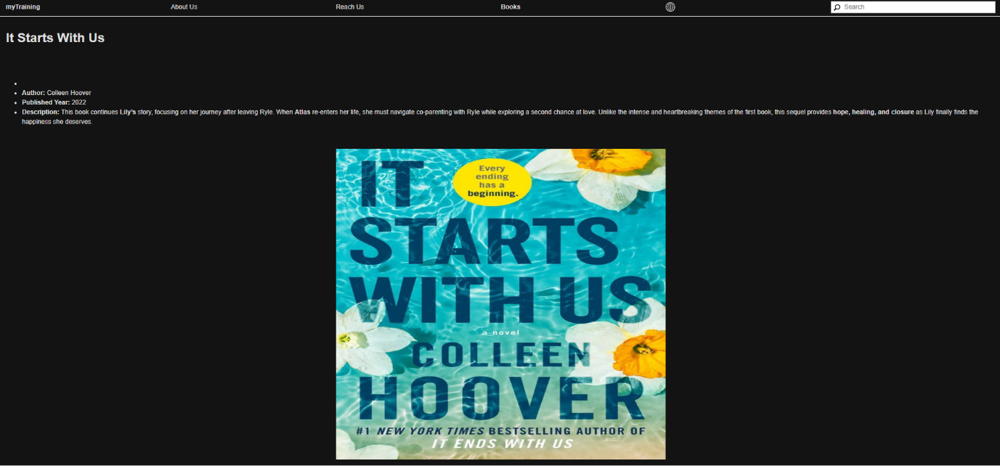 myTraining About Us Reach Us Books Search
It Starts With Us
Author: Colleen Hoover
Published Year: 2022
Description: This book continues Lily's story, focusing on her journey after leaving Ryle. When Atlas re-enters her life, she must navigate co-parenting with Ryle while exploring a second chance at love. Unlike the intense and heartbreaking themes of the first book, this sequel provides hope, healing, and closure as Lily finally finds the
happiness she deserves.
Every
ending
has a
beginning.
IT
STARTS
WITH US
a novel
COLLEEN
HOOVER
#1 NEW YORK TIMES BESTSELLING AUTHOR OF
IT ENDS WITH US